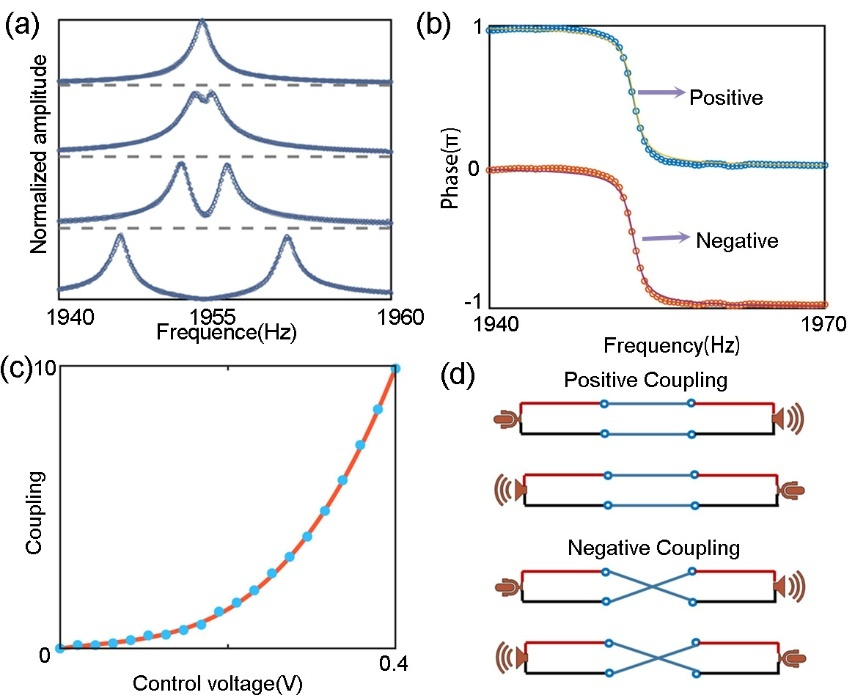 (a)
Normalized amplitude
1940
1955
1960
Frequence(Hz)
(b)
1
0
-1
Phase(π)
Positive
Negative
1940
1970
Frequency(Hz)
(c)
10
Coupling
0
0.4
Control voltage(V)
(d)
Positive Coupling
Negative Coupling